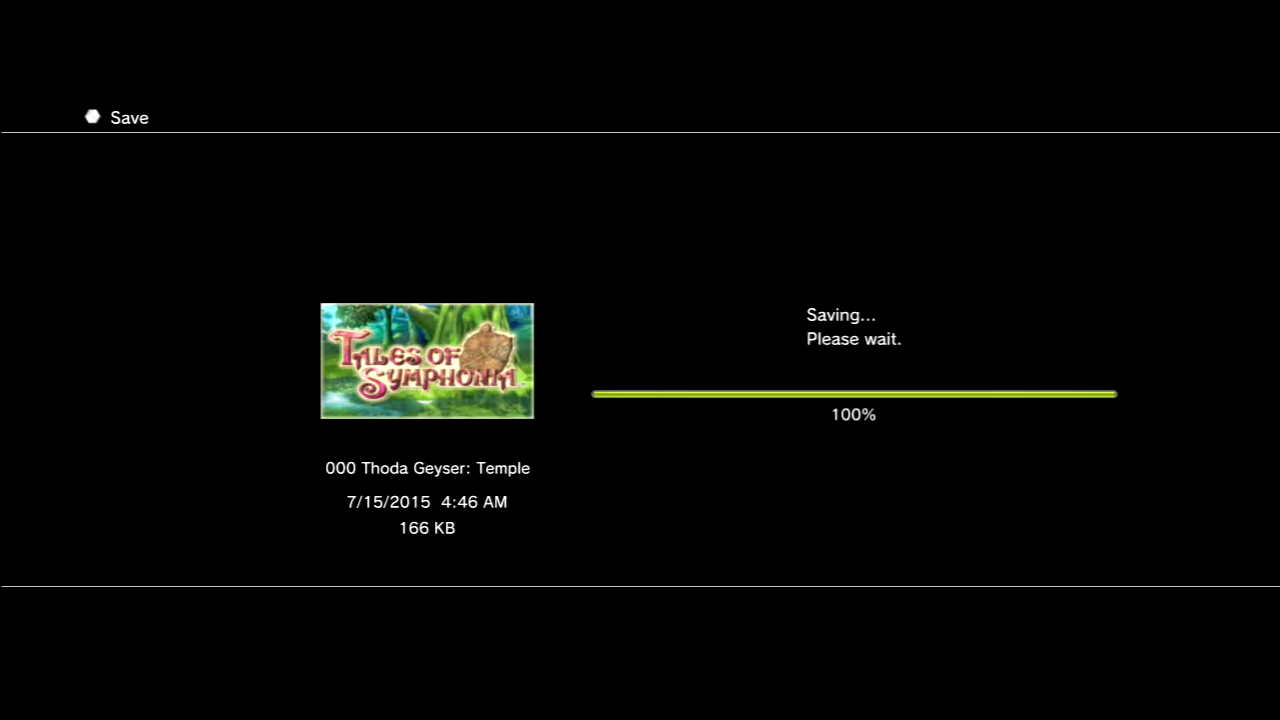 Save
TALES OF
SYMPHONIA
Saving...
Please wait.
100%
000 Thoda Geyser: Temple
7/15/2015  4:46 AM
166 KB